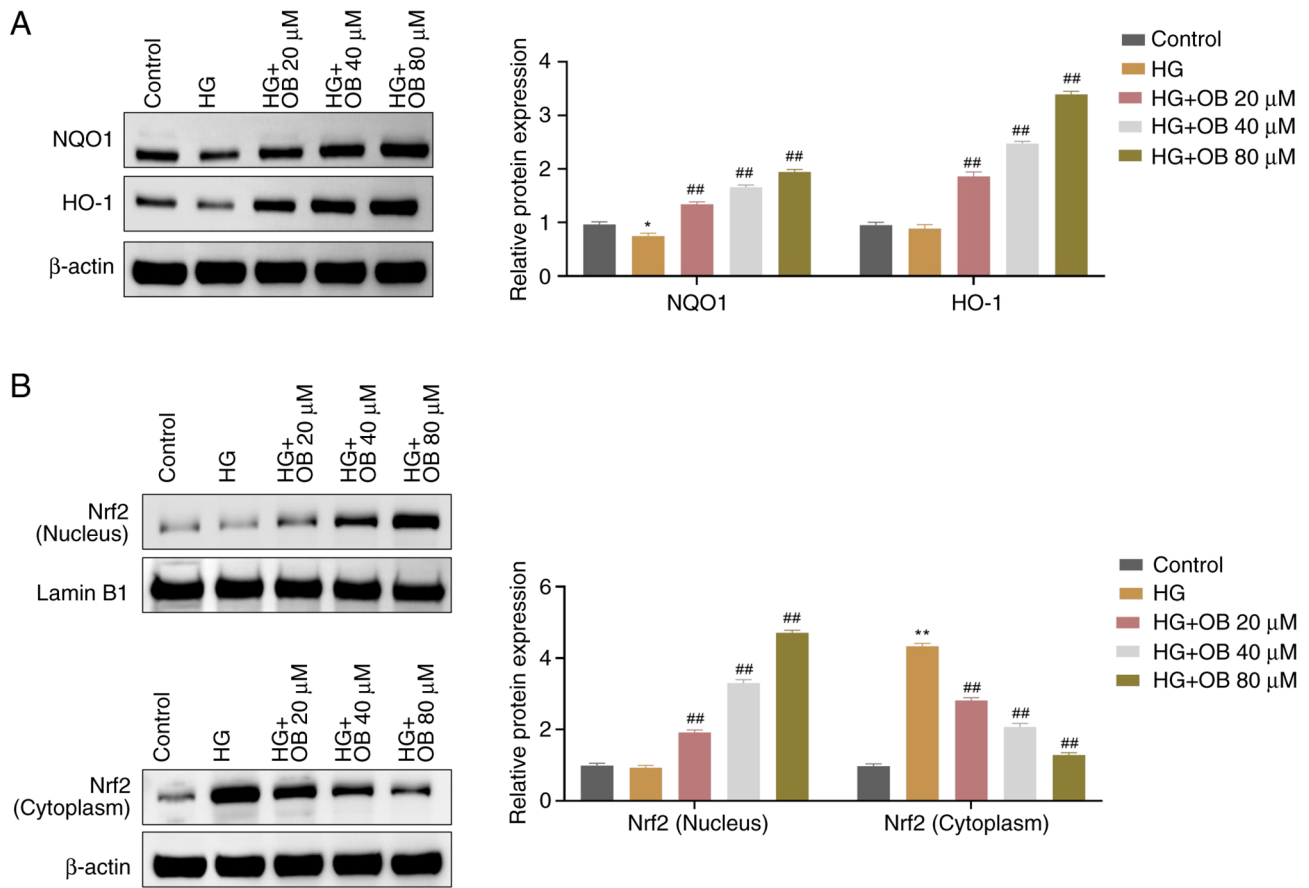 A
Control
HG
HG+
OB 20 μM
HG+
OB 40 μM
HG+
OB 80 μM
NQO1
HO-1
β-actin
Relative protein expression
4
3
2
1
0
*
##
##
##
##
##
##
NQO1
HO-1
Control
HG
HG+OB 20 μM
HG+OB 40 μM
HG+OB 80 μM
B
Control
HG
HG+
OB 20 μM
HG+
OB 40 μM
HG+
OB 80 μM
Nrf2
(Nucleus)
Lamin B1
Control
HG
HG+
OB 20 μM
HG+
OB 40 μM
HG+
OB 80 μM
Nrf2
(Cytoplasm)
β-actin
Relative protein expression
6
4
2
0
##
##
##
**
##
##
##
Nrf2 (Nucleus)
Nrf2 (Cytoplasm)
Control
HG
HG+OB 20 μM
HG+OB 40 μM
HG+OB 80 μM